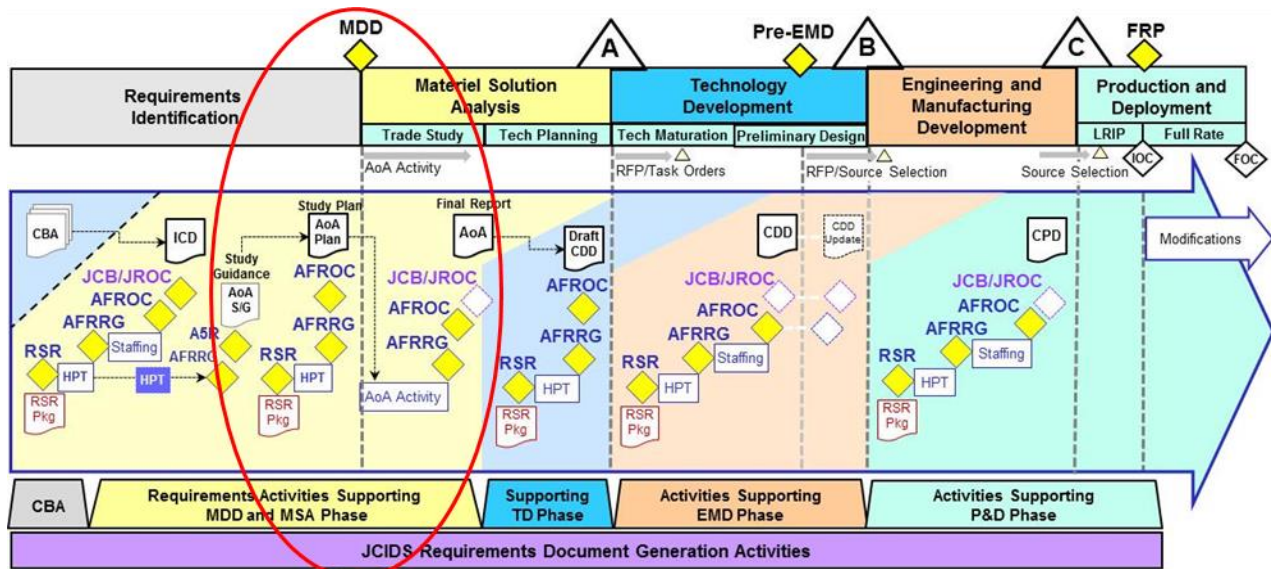 MDD
A
Pre-EMD
B
C
FRP
Requirements
Identification
Materiel Solution
Analysis
Trade Study
Tech Planning
Technology
Development
Tech Maturation
Preliminary Design
Engineering and
Manufacturing
Development
Production and
Deployment
LRIP
Full Rate
AoA Activity
RFP/Task Orders
RFP/Source Selection
Source Selection
IOC
FOC
CBA
ICD
JCB/JROC
AFROC
AFRRG
Staffing
RSR
HPT
RSR
Pkg
HPT
Study
Guidance
AoA
S/G
A5R
AFRRG
Study Plan
AoA
Plan
AFROC
AFRRG
RSR
HPT
RSR
Pkg
Final Report
AoA
JCB/JROC
AFROC
AFRRG
AoA Activity
Draft
CDD
AFROC
AFRRG
RSR
HPT
RSR
Pkg
CDD
CDD
Update
JCB/JROC
AFROC
AFRRG
Staffing
RSR
HPT
RSR
Pkg
CPD
JCB/JROC
AFROC
AFRRG
Staffing
RSR
HPT
RSR
Pkg
Modifications
CBA
Requirements Activities Supporting
MDD and MSA Phase
Supporting
TD Phase
Activities Supporting
EMD Phase
Activities Supporting
P&D Phase
JCIDS Requirements Document Generation Activities